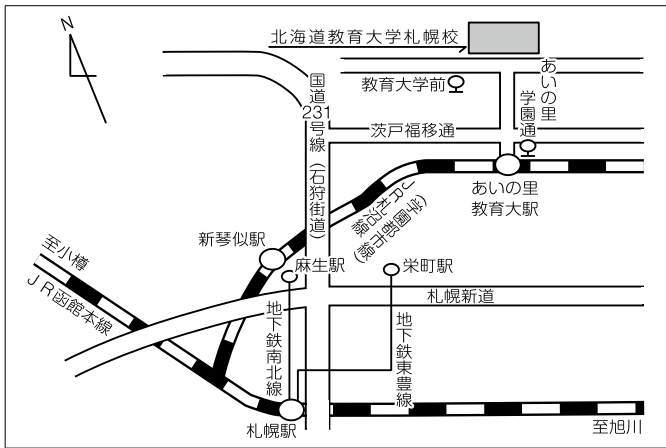 N
北海道教育大学札幌校
国道231号線（石狩街道）
教育大学前
あいの里
学園通
茨戸福移通
あいの里
教育大駅
JR札沼線
(学園都市線)
新琴似駅
麻生駅
栄町駅
至小樽
JR函館本線
札幌新道
地下鉄南北線
地下鉄東豊線
札幌駅
至旭川